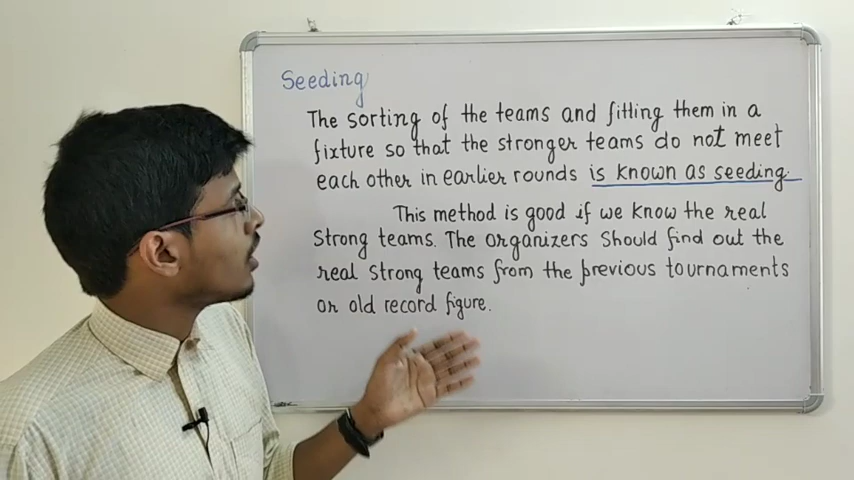 Seeding
The sorting of the teams and fitting them in a
fixture so that the stronger teams do not meet
each other in earlier rounds is known as seeding.
This method is good if we know the real
strong teams. The organizers should find out the
real strong teams from the previous tournaments
or old record figure.